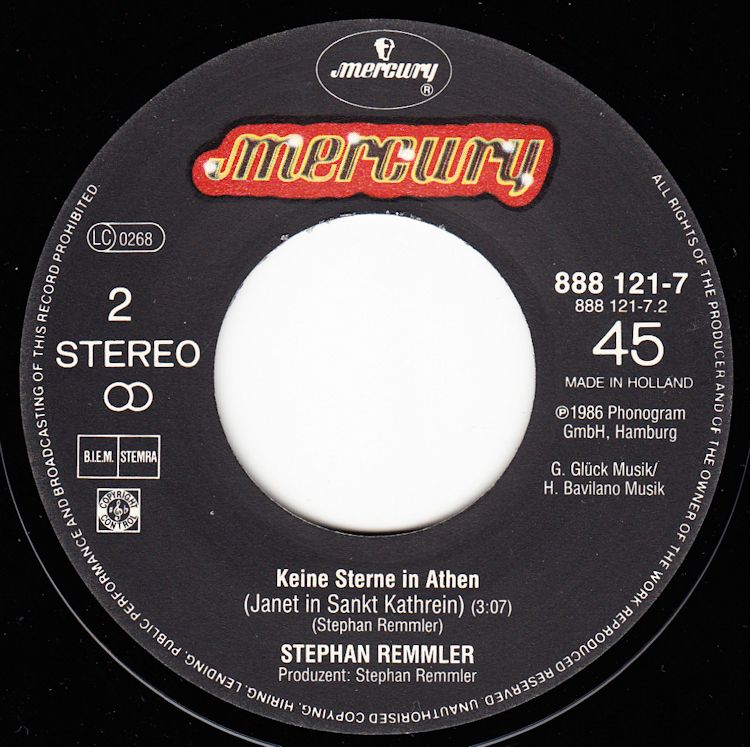 mercury
®
mercury
LC 0268
2
STEREO
B.I.E.M. STEMRA
COPYRIGHT CONTROL
888 121-7
888 121-7.2
45
MADE IN HOLLAND
℗1986 Phonogram
GmbH, Hamburg
G. Glück Musik/
H. Bavilano Musik
Keine Sterne in Athen
(Janet in Sankt Kathrein) (3:07)
(Stephan Remmler)
STEPHAN REMMLER
Produzent: Stephan Remmler
ALL RIGHTS OF THE PRODUCER AND OF THE OWNER OF THE WORK REPRODUCED RESERVED. UNAUTHORISED COPYING, HIRING, LENDING, PUBLIC PERFORMANCE AND BROADCASTING OF THIS RECORD PROHIBITED.